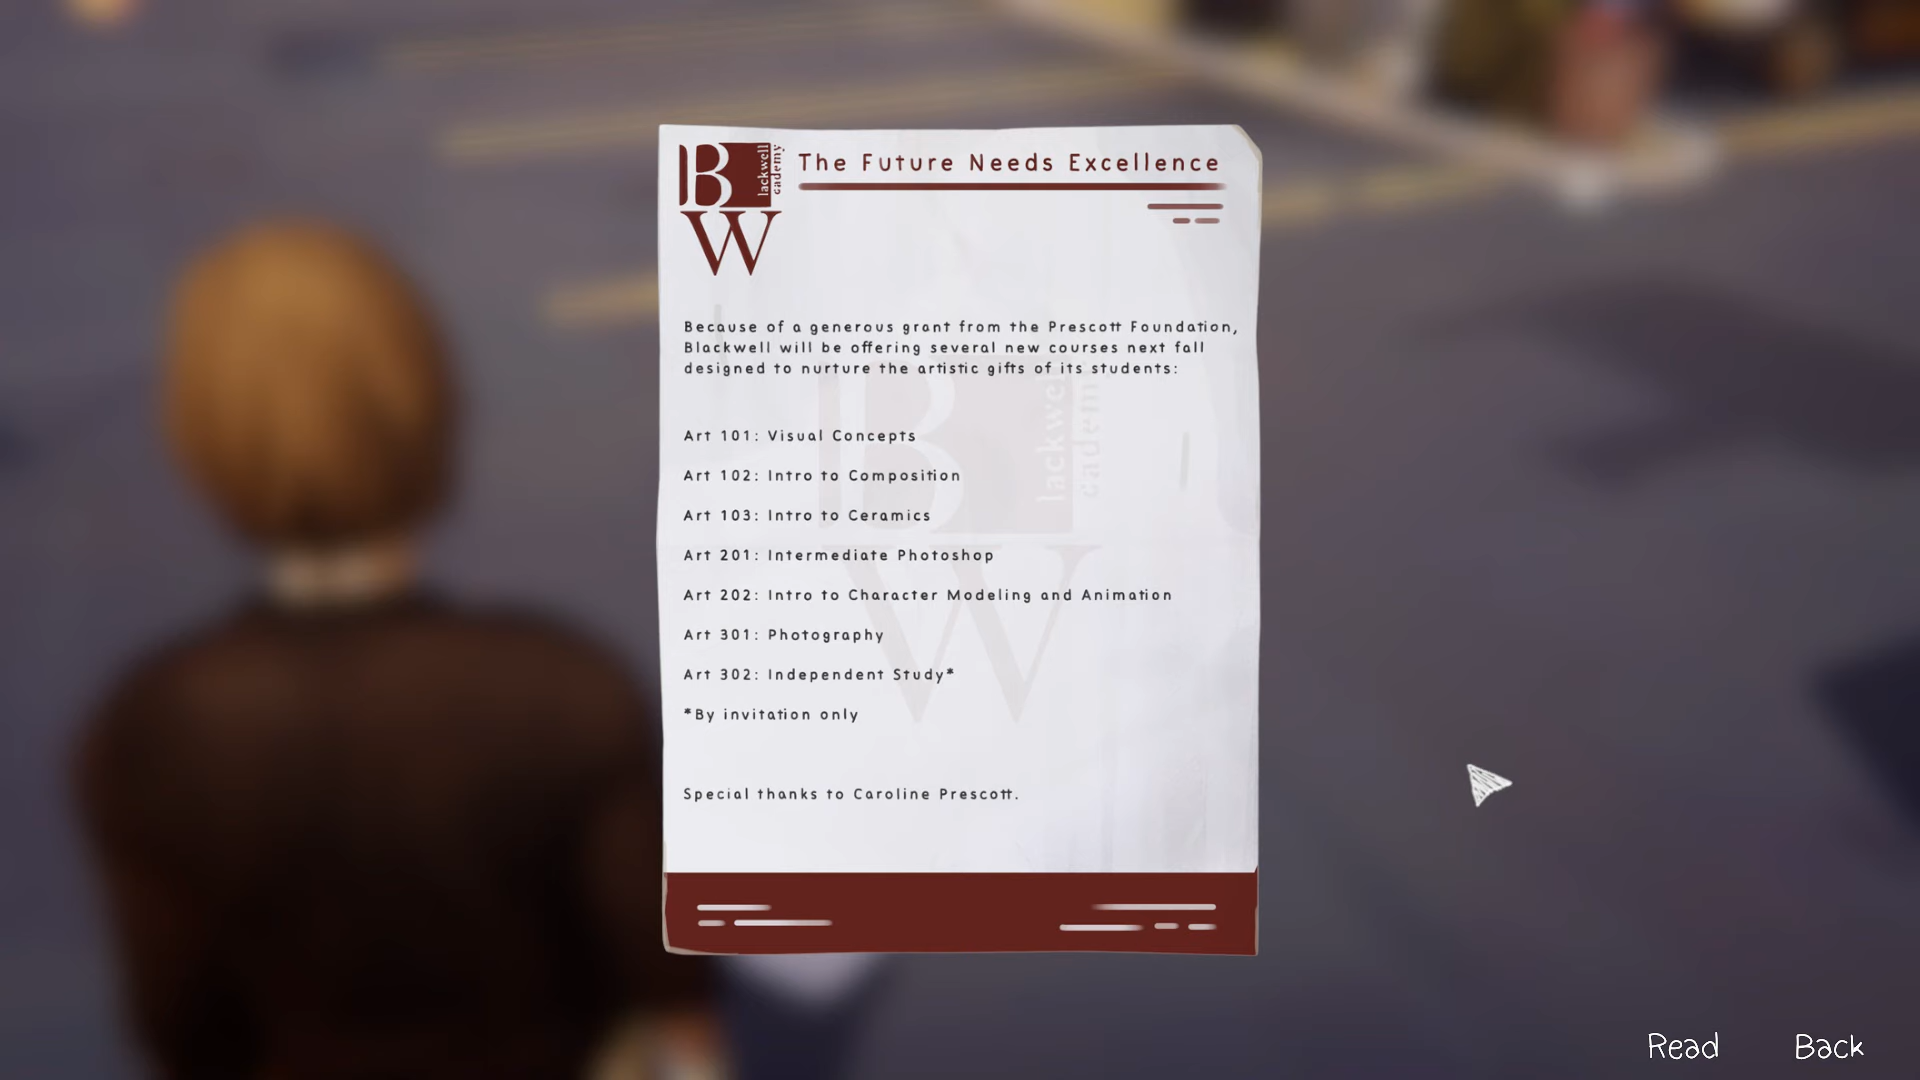 Blackwell
academy
BW
The Future Needs Excellence
Because of a generous grant from the Prescott Foundation,
Blackwell will be offering several new courses next fall
designed to nurture the artistic gifts of its students:
Art 101: Visual Concepts
Art 102: Intro to Composition
Art 103: Intro to Ceramics
Art 201: Intermediate Photoshop
Art 202: Intro to Character Modeling and Animation
Art 301: Photography
Art 302: Independent Study*
*By invitation only
Special thanks to Caroline Prescott.
Read
Back